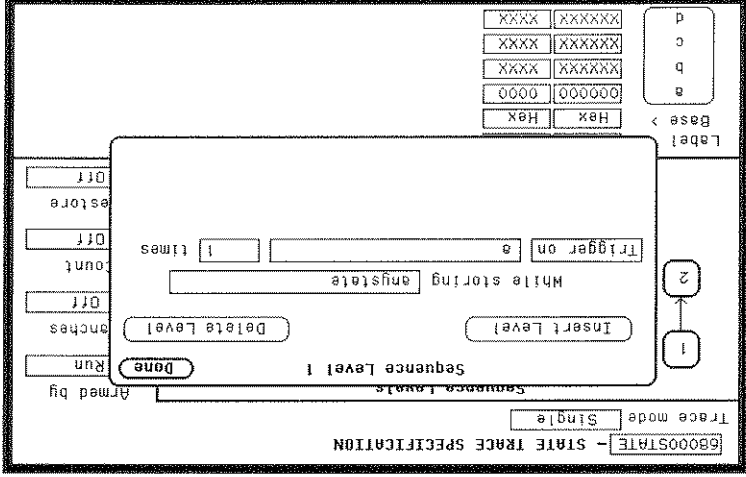 68000STATE - STATE TRACE SPECIFICATION
Trace mode Single
Sequence Levels
Armed by
Run
anches
Off
Count
Off
estore
Off
1
2
Sequence Level 1
Done
Insert Level
Delete Level
While storing anystate
Trigger on a 1 times
Label
Base > Hex Hex
a 000000 0000
b XXXXXX XXXX
c XXXXXX XXXX
d XXXXXX XXXX